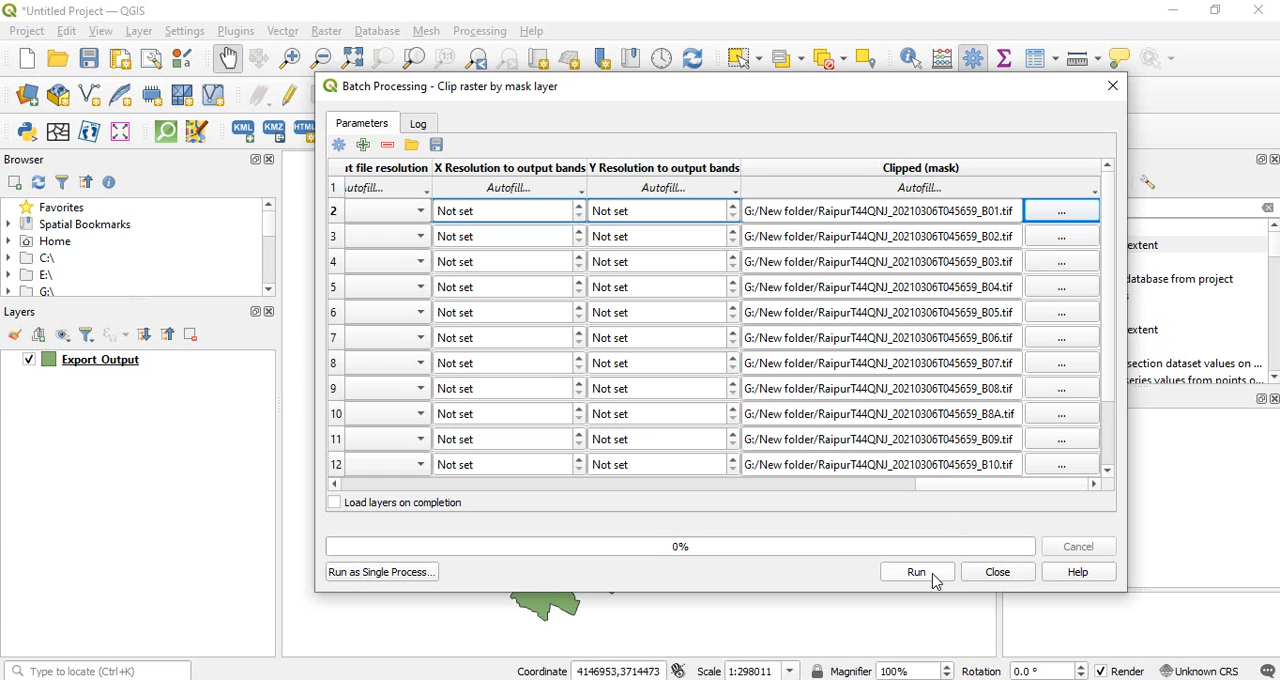 *Untitled Project — QGIS
Project Edit View Layer Settings Plugins Vector Raster Database Mesh Processing Help
Batch Processing - Clip raster by mask layer
Parameters Log
KML KMZ HTML
Browser
Favorites
Spatial Bookmarks
Home
C:\
E:\
G:\
Layers
Export Output
rt file resolution X Resolution to output bands Y Resolution to output bands Clipped (mask)
1 utofill... Autofill... Autofill... Autofill...
2 Not set Not set G:/New folder/RaipurT44QNJ_20210306T045659_B01.tif ...
3 Not set Not set G:/New folder/RaipurT44QNJ_20210306T045659_B02.tif ...
4 Not set Not set G:/New folder/RaipurT44QNJ_20210306T045659_B03.tif ...
5 Not set Not set G:/New folder/RaipurT44QNJ_20210306T045659_B04.tif ...
6 Not set Not set G:/New folder/RaipurT44QNJ_20210306T045659_B05.tif ...
7 Not set Not set G:/New folder/RaipurT44QNJ_20210306T045659_B06.tif ...
8 Not set Not set G:/New folder/RaipurT44QNJ_20210306T045659_B07.tif ...
9 Not set Not set G:/New folder/RaipurT44QNJ_20210306T045659_B08.tif ...
10 Not set Not set G:/New folder/RaipurT44QNJ_20210306T045659_B8A.tif ...
11 Not set Not set G:/New folder/RaipurT44QNJ_20210306T045659_B09.tif ...
12 Not set Not set G:/New folder/RaipurT44QNJ_20210306T045659_B10.tif ...
Load layers on completion
0% Cancel
Run as Single Process... Run Close Help
extent
database from project
extent
section dataset values on ...
series values from points o...
Type to locate (Ctrl+K) Coordinate 4146953,3714473 Scale 1:298011 Magnifier 100% Rotation 0.0 ° Render Unknown CRS